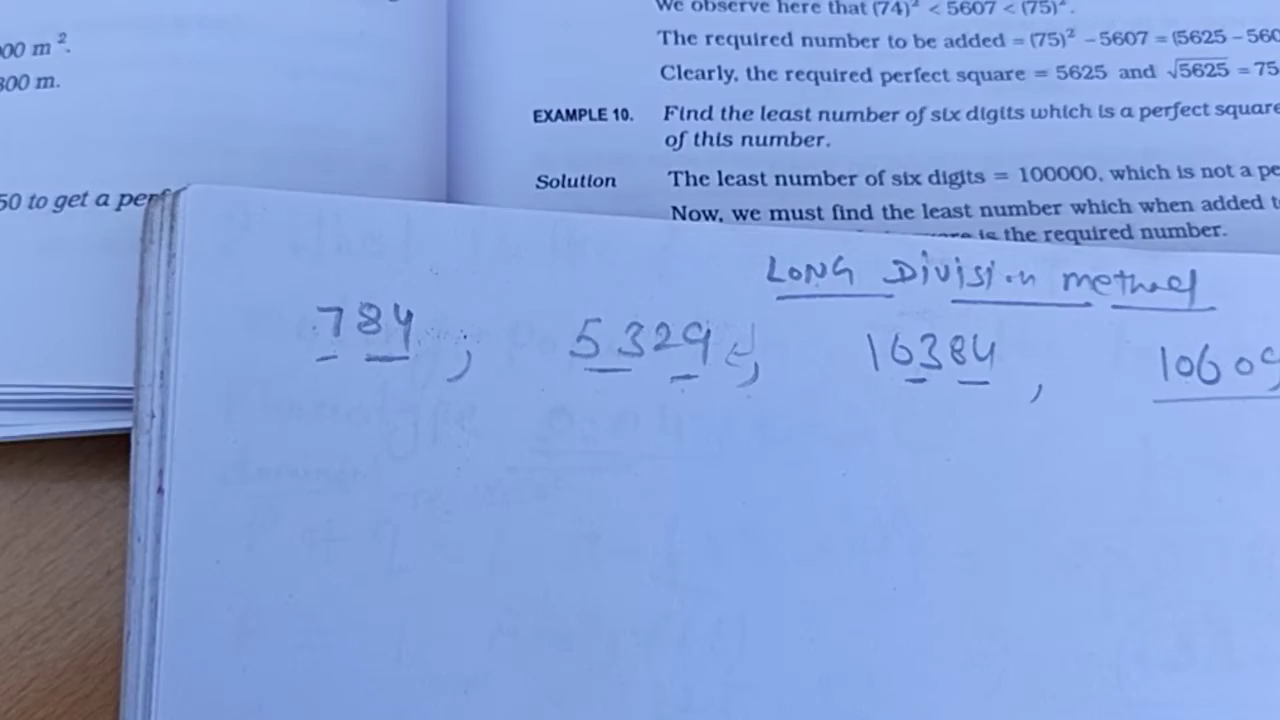 00 m².
300 m.
50 to get a perf
We observe here that (74)² < 5607 < (75)².
The required number to be added = (75)² − 5607 = (5625 − 560
Clearly, the required perfect square = 5625 and √5625 = 75
EXAMPLE 10. Find the least number of six digits which is a perfect square
of this number.
Solution The least number of six digits = 100000, which is not a pe
Now, we must find the least number which when added t
is the required number.
LONG Division method
784, 5329, 16384, 10609